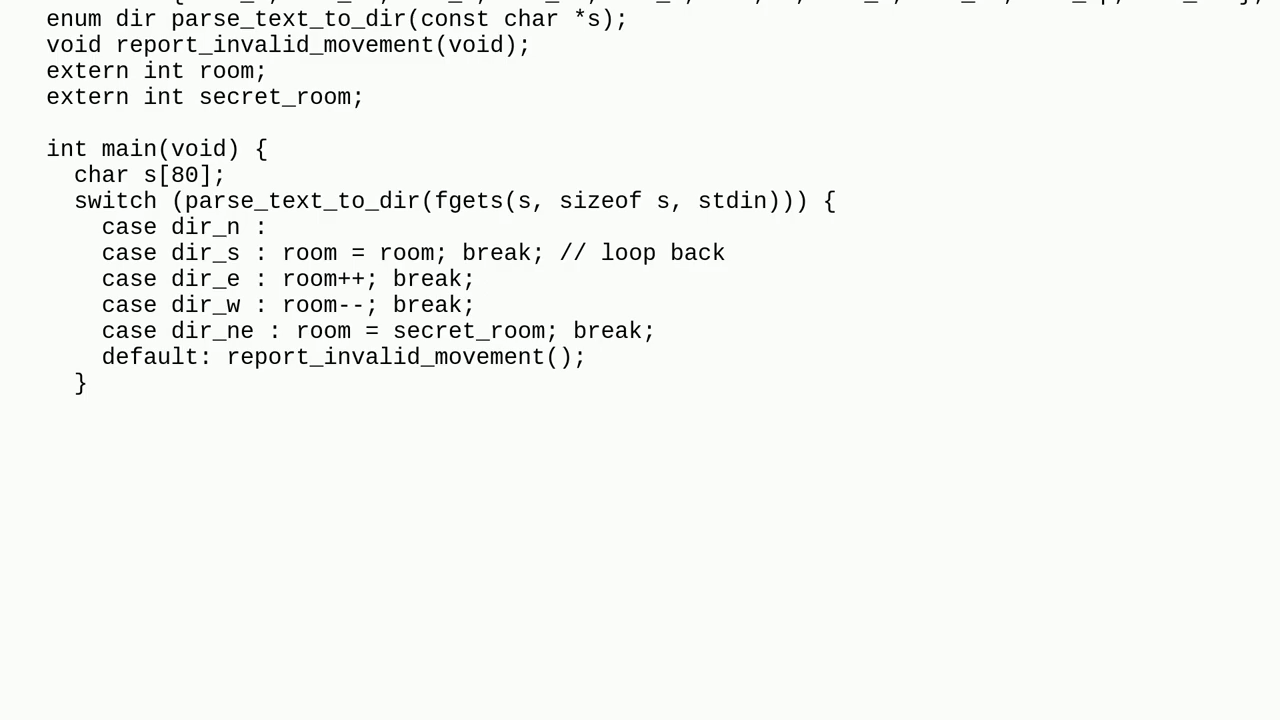 enum dir parse_text_to_dir(const char *s);
void report_invalid_movement(void);
extern int room;
extern int secret_room;

int main(void) {
  char s[80];
  switch (parse_text_to_dir(fgets(s, sizeof s, stdin))) {
    case dir_n :
    case dir_s : room = room; break; // loop back
    case dir_e : room++; break;
    case dir_w : room--; break;
    case dir_ne : room = secret_room; break;
    default: report_invalid_movement();
  }